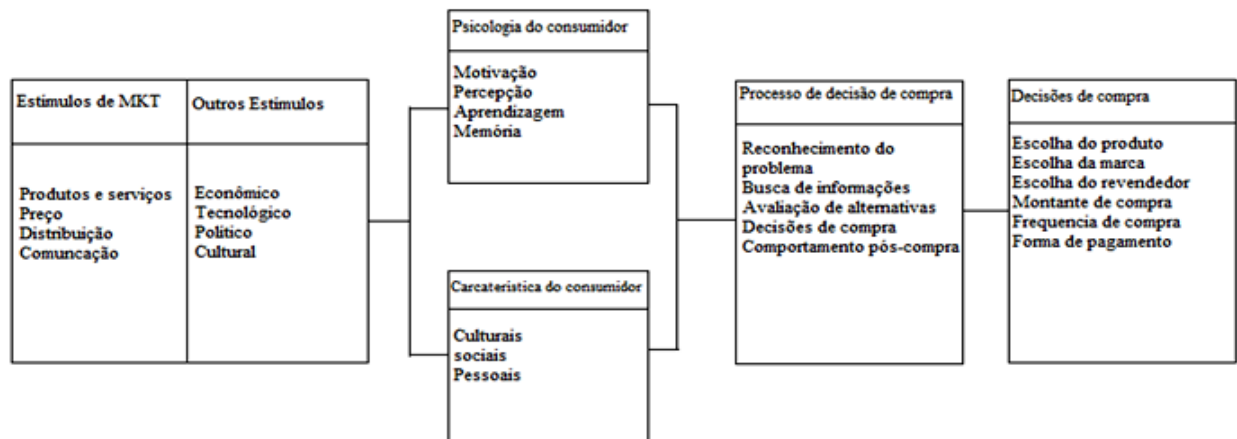 Estimulos de MKT
Produtos e serviços
Preço
Distribuição
Comuncação
Outros Estimulos
Econômico
Tecnológico
Politico
Cultural
Psicologia do consumidor
Motivação
Percepção
Aprendizagem
Memória
Carcateristica do consumidor
Culturais
sociais
Pessoais
Processo de decisão de compra
Reconhecimento do
problema
Busca de informações
Avaliação de alternativas
Decisões de compra
Comportamento pós-compra
Decisões de compra
Escolha do produto
Escolha da marca
Escolha do revendedor
Montante de compra
Frequencia de compra
Forma de pagamento